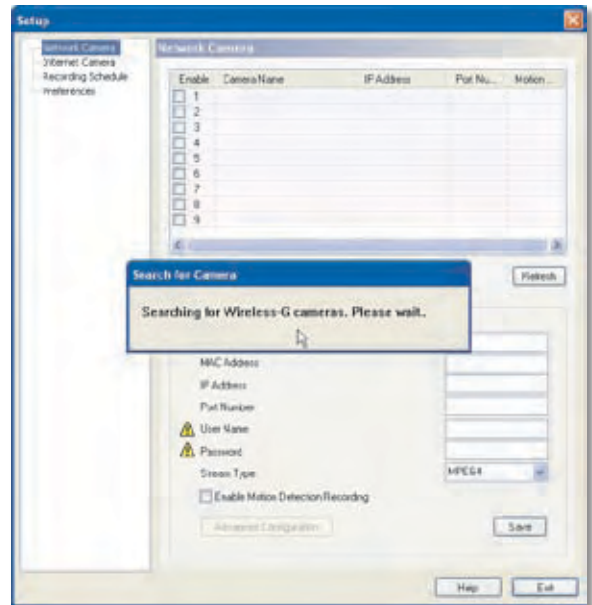 Setup
Network Camera
Internet Camera
Recording Schedule
Preferences
Network Camera
Enable Camera Name IP Address Port Nu... Motion ...
1
2
3
4
5
6
7
8
9
Refresh
Search for Camera
Searching for Wireless-G cameras. Please wait..
MAC Address
IP Address
Port Number
User Name
Password
Stream Type MPEG4
Enable Motion Detection Recording
Advanced Configuration Save
Help Exit